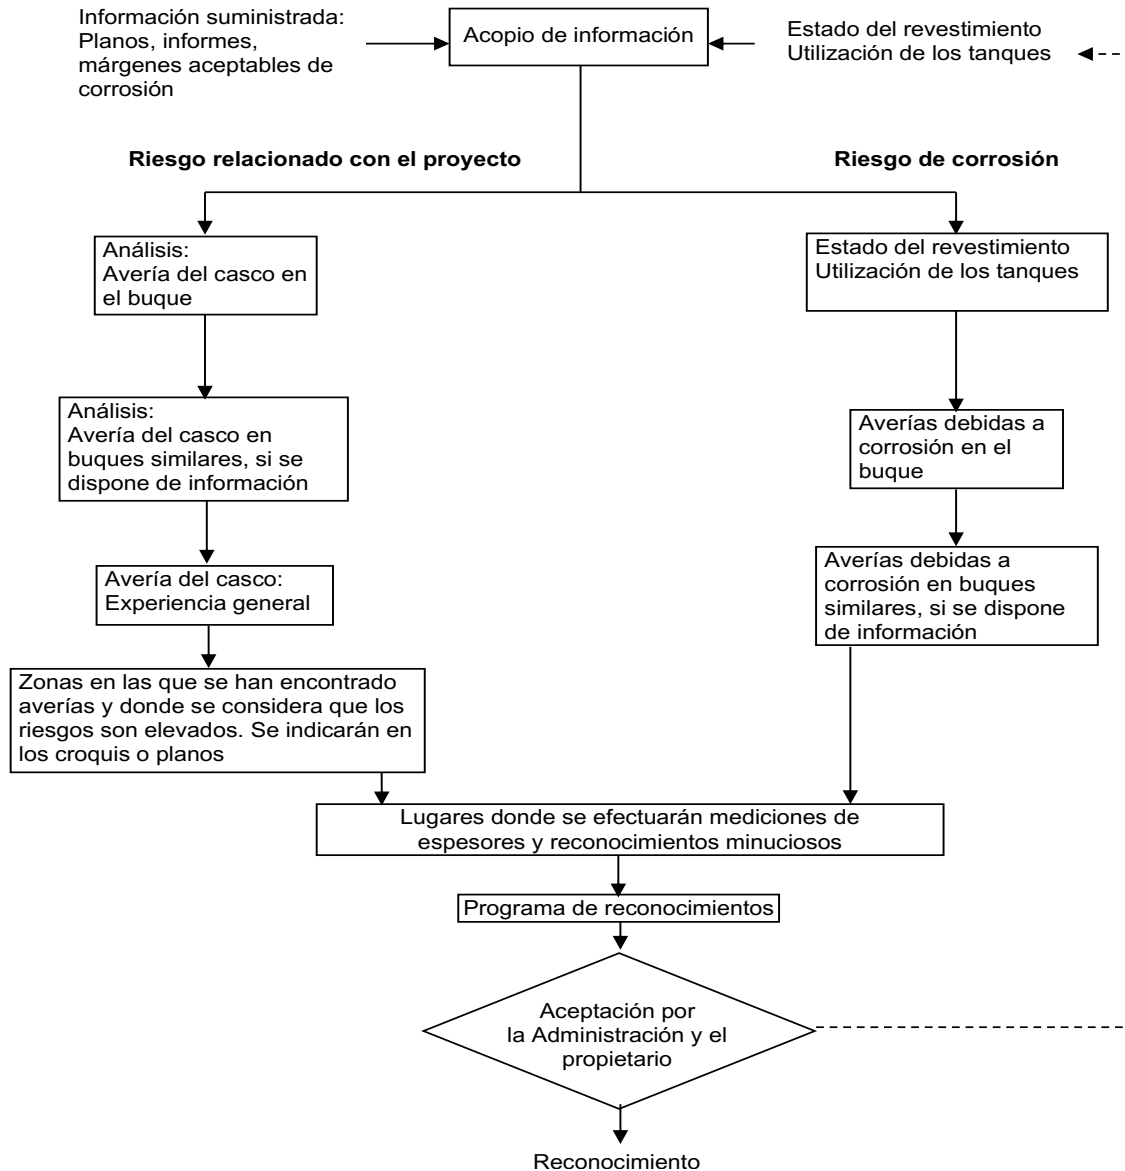 Información suministrada:
Planos, informes,
márgenes aceptables de
corrosión
Acopio de información
Estado del revestimiento
Utilización de los tanques
Riesgo relacionado con el proyecto
Riesgo de corrosión
Análisis:
Avería del casco en
el buque
Estado del revestimiento
Utilización de los tanques
Análisis:
Avería del casco en
buques similares, si se
dispone de información
Averías debidas a
corrosión en el
buque
Avería del casco:
Experiencia general
Averías debidas a
corrosión en buques
similares, si se dispone
de información
Zonas en las que se han encontrado
averías y donde se considera que los
riesgos son elevados. Se indicarán en
los croquis o planos
Lugares donde se efectuarán mediciones de
espesores y reconocimientos minuciosos
Programa de reconocimientos
Aceptación por
la Administración y el
propietario
Reconocimiento